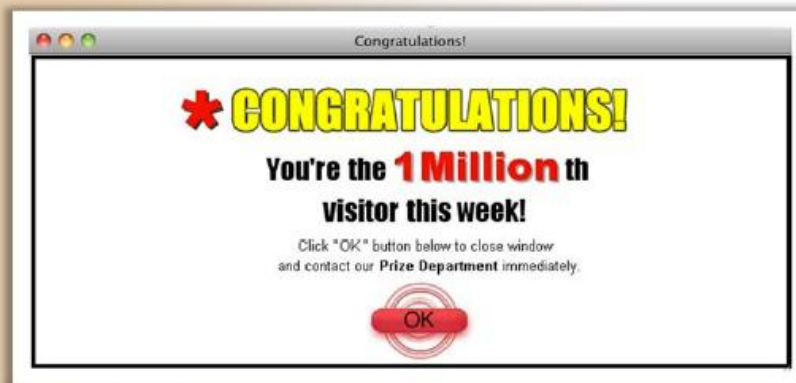 Congratulations!
* CONGRATULATIONS!
You're the 1 Million th
visitor this week!
Click "OK" button below to close window
and contact our Prize Department immediately.
OK